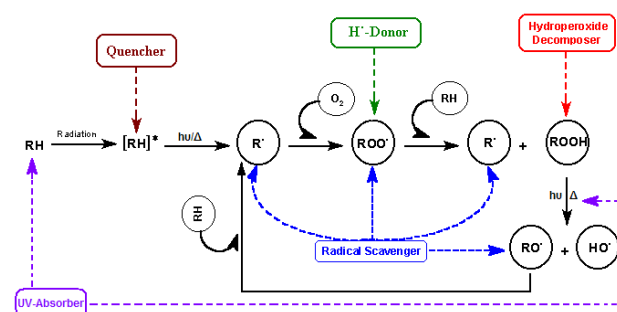 H˙-Donor
Hydroperoxide
Decomposer
Quencher
O₂
RH
RH
Radiation
[RH]*
hυ/Δ
R˙
ROO˙
R˙
+
ROOH
hυ
Δ
RH
Radical Scavenger
RO˙
+
HO˙
UV-Absorber